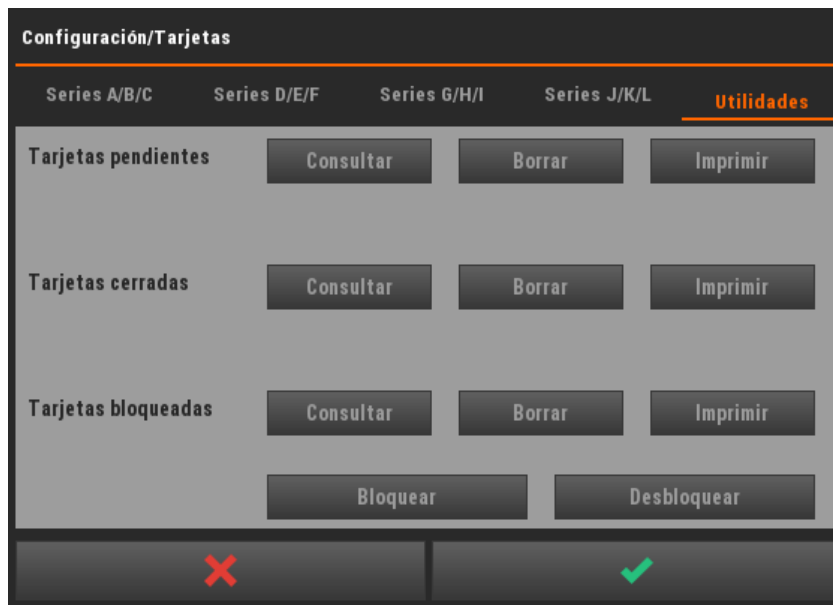 Configuración/Tarjetas
Series A/B/C Series D/E/F Series G/H/I Series J/K/L Utilidades
Tarjetas pendientes Consultar Borrar Imprimir
Tarjetas cerradas Consultar Borrar Imprimir
Tarjetas bloqueadas Consultar Borrar Imprimir
Bloquear Desbloquear